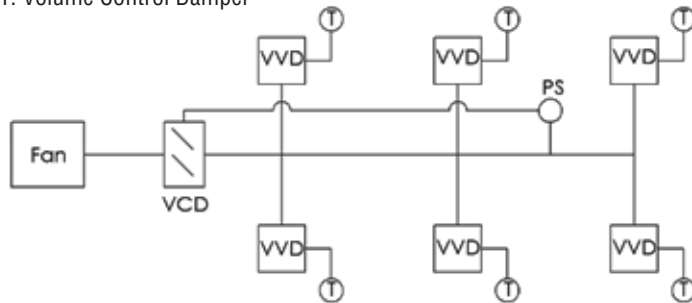 1. Volume Control Damper
T T T
VVD VVD VVD
PS
Fan
VCD
VVD VVD VVD
T T T